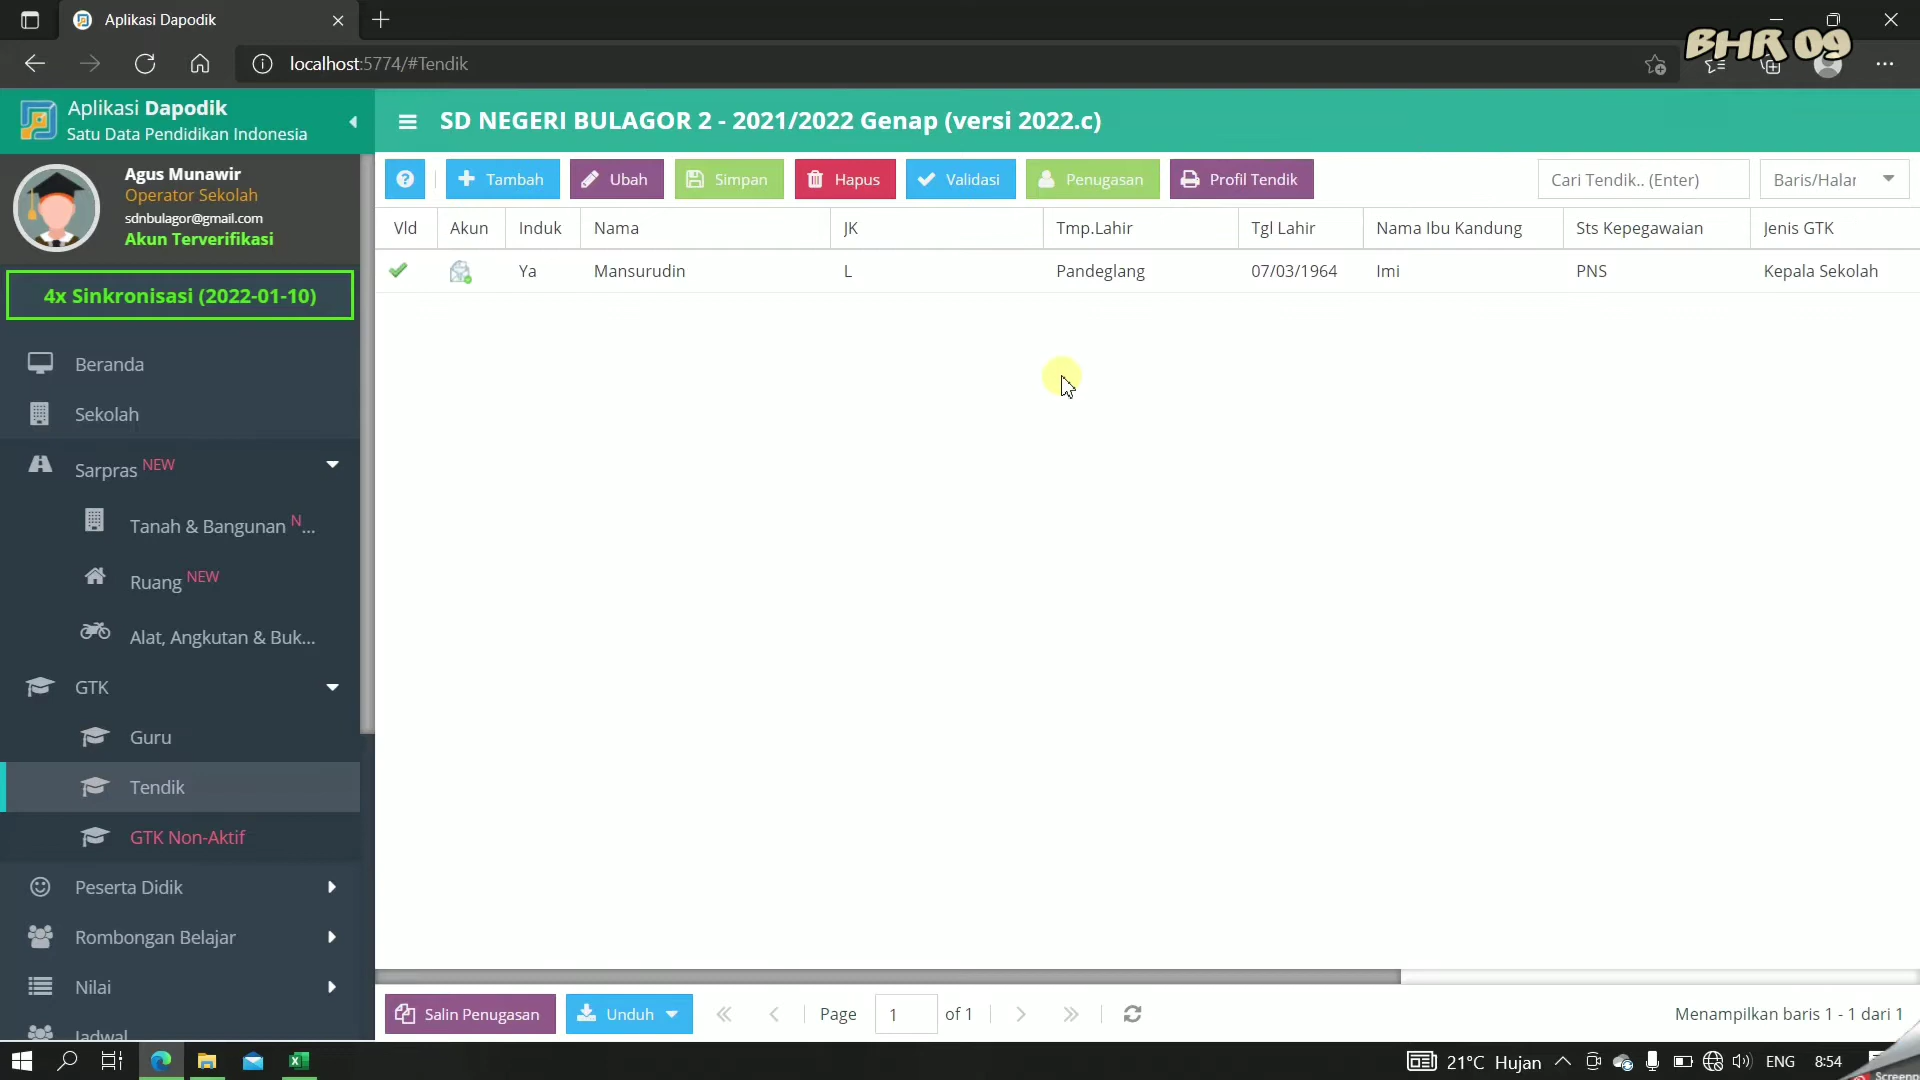 Aplikasi Dapodik
BHR 09
localhost:5774/#Tendik
Aplikasi Dapodik
Satu Data Pendidikan Indonesia
SD NEGERI BULAGOR 2 - 2021/2022 Genap (versi 2022.c)
Agus Munawir
Operator Sekolah
sdnbulagor@gmail.com
Akun Terverifikasi
4x Sinkronisasi (2022-01-10)
Beranda
Sekolah
Sarpras NEW
Tanah & Bangunan N...
Ruang NEW
Alat, Angkutan & Buk...
GTK
Guru
Tendik
GTK Non-Aktif
Peserta Didik
Rombongan Belajar
Nilai
Jadwal
? Tambah Ubah Simpan Hapus Validasi Penugasan Profil Tendik Cari Tendik.. (Enter) Baris/Halar
Vld Akun Induk Nama JK Tmp.Lahir Tgl Lahir Nama Ibu Kandung Sts Kepegawaian Jenis GTK
Ya Mansurudin L Pandeglang 07/03/1964 Imi PNS Kepala Sekolah
Salin Penugasan Unduh Page 1 of 1 Menampilkan baris 1 - 1 dari 1
21°C Hujan ENG 8:54